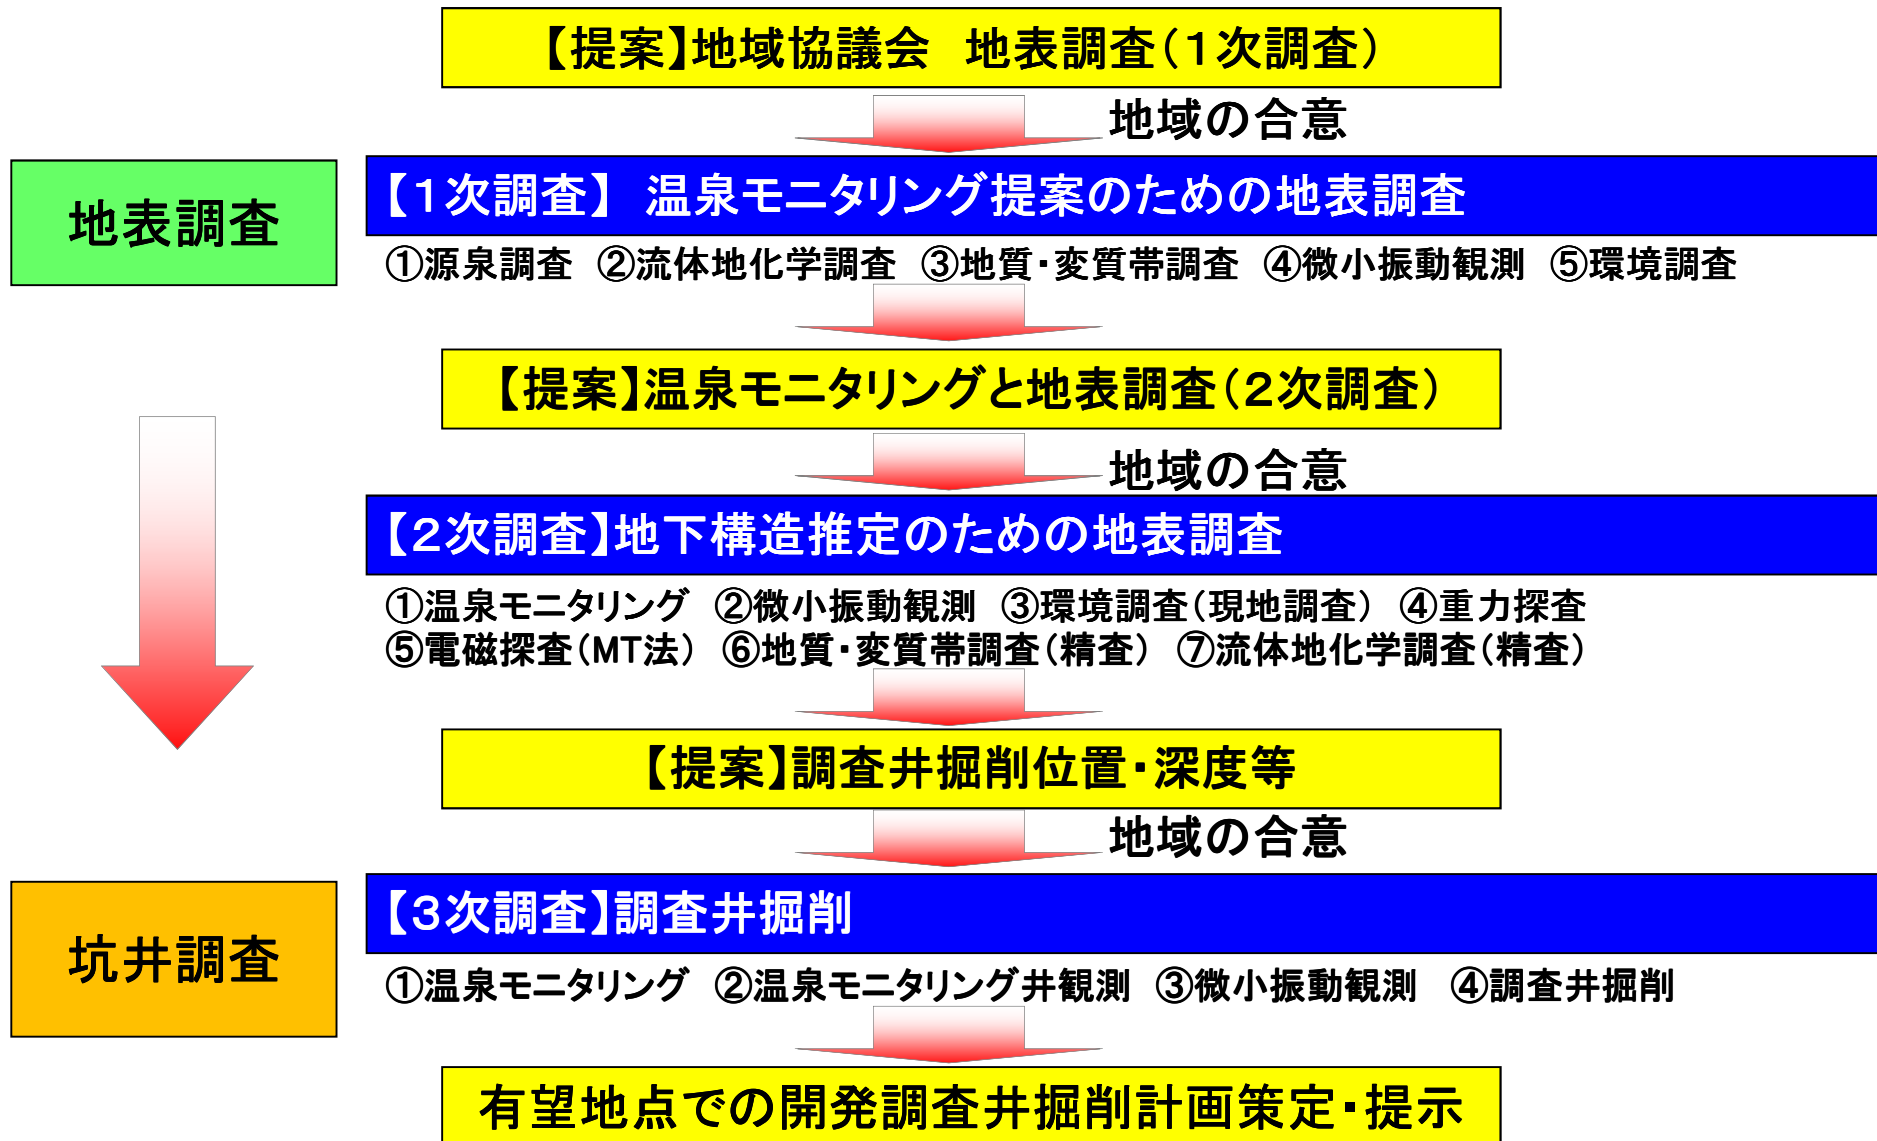 【提案】地域協議会　地表調査（１次調査）
地域の合意
地表調査
【１次調査】　温泉モニタリング提案のための地表調査
①源泉調査　②流体地化学調査　③地質・変質帯調査　④微小振動観測　⑤環境調査
【提案】温泉モニタリングと地表調査（２次調査）
地域の合意
【２次調査】地下構造推定のための地表調査
①温泉モニタリング　②微小振動観測　③環境調査（現地調査）　④重力探査
⑤電磁探査（MT法）　⑥地質・変質帯調査（精査）　⑦流体地化学調査（精査）
【提案】調査井掘削位置・深度等
地域の合意
坑井調査
【３次調査】調査井掘削
①温泉モニタリング　②温泉モニタリング井観測　③微小振動観測　④調査井掘削
有望地点での開発調査井掘削計画策定・提示